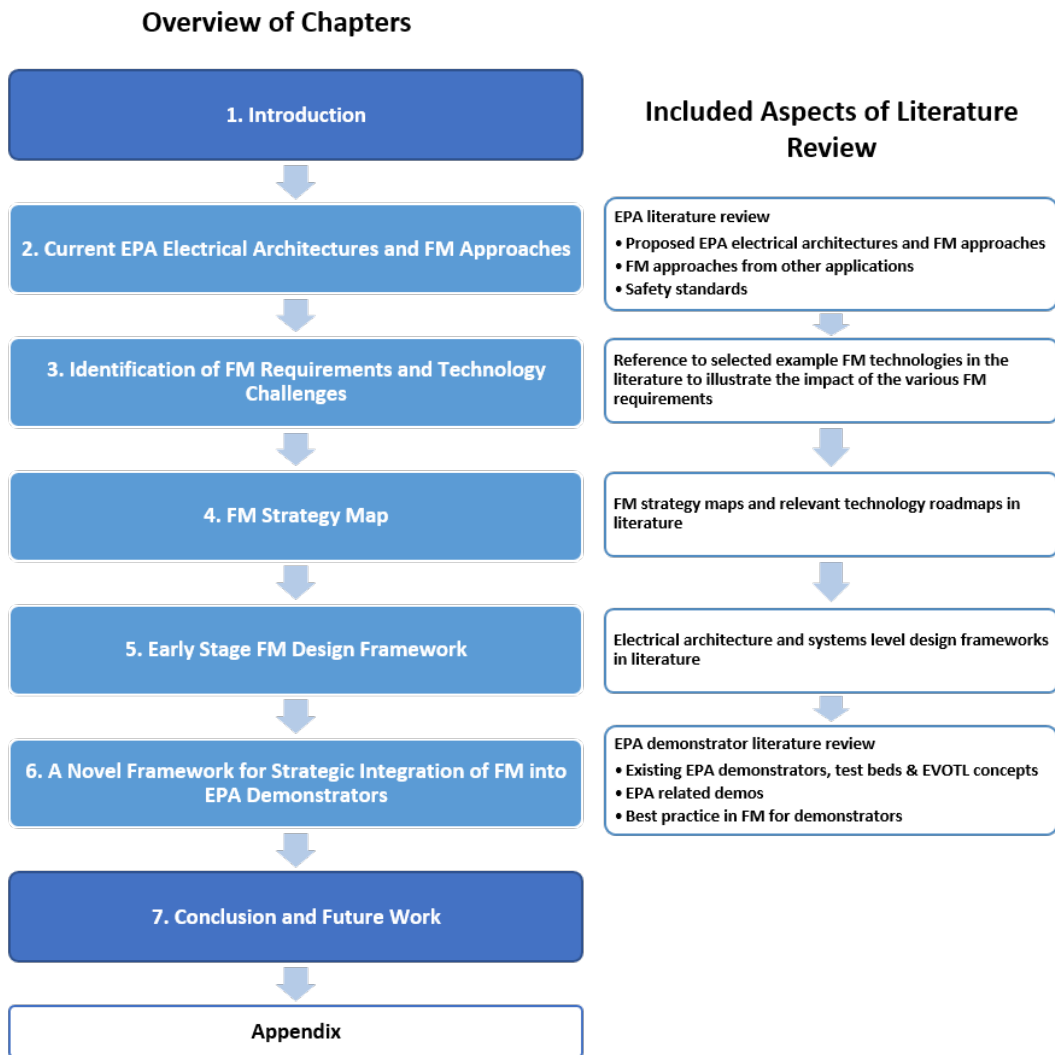 Overview of Chapters
1. Introduction
2. Current EPA Electrical Architectures and FM Approaches
3. Identification of FM Requirements and Technology
Challenges
4. FM Strategy Map
5. Early Stage FM Design Framework
6. A Novel Framework for Strategic Integration of FM into
EPA Demonstrators
7. Conclusion and Future Work
Appendix
Included Aspects of Literature
Review
EPA literature review
• Proposed EPA electrical architectures and FM approaches
• FM approaches from other applications
• Safety standards
Reference to selected example FM technologies in the
literature to illustrate the impact of the various FM
requirements
FM strategy maps and relevant technology roadmaps in
literature
Electrical architecture and systems level design frameworks
in literature
EPA demonstrator literature review
• Existing EPA demonstrators, test beds & EVOTL concepts
• EPA related demos
• Best practice in FM for demonstrators